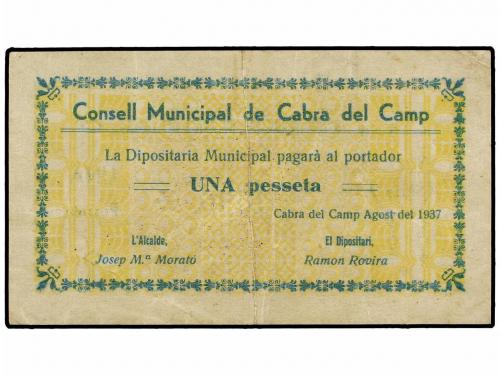 Consell Municipal de Cabra del Camp
La Dipositaria Municipal pagarà al portador
UNA pesseta
Cabra del Camp Agost del 1937
L'Alcalde, El Dipositari,
Josep M.ª Morató Ramon Rovira